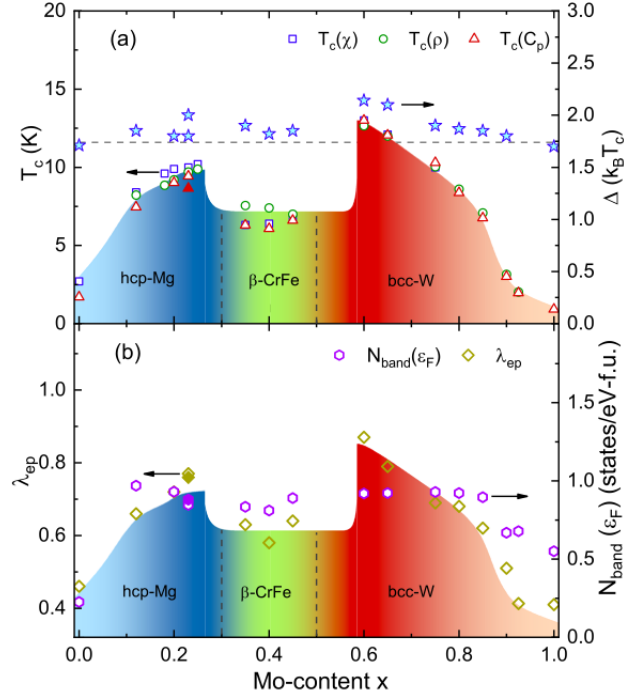 20
15
10
5
0
T_c (K)
(a)
T_c(χ)
T_c(ρ)
T_c(C_p)
3.0
2.5
2.0
1.5
1.0
0.5
0.0
Δ (k_BT_c)
hcp-Mg
β-CrFe
bcc-W
(b)
N_band(ε_F)
λ_ep
1.0
0.8
0.6
0.4
λ_ep
1.5
1.0
0.5
0
N_band (ε_F) (states/eV-f.u.)
hcp-Mg
β-CrFe
bcc-W
0.0
0.2
0.4
0.6
0.8
1.0
Mo-content x